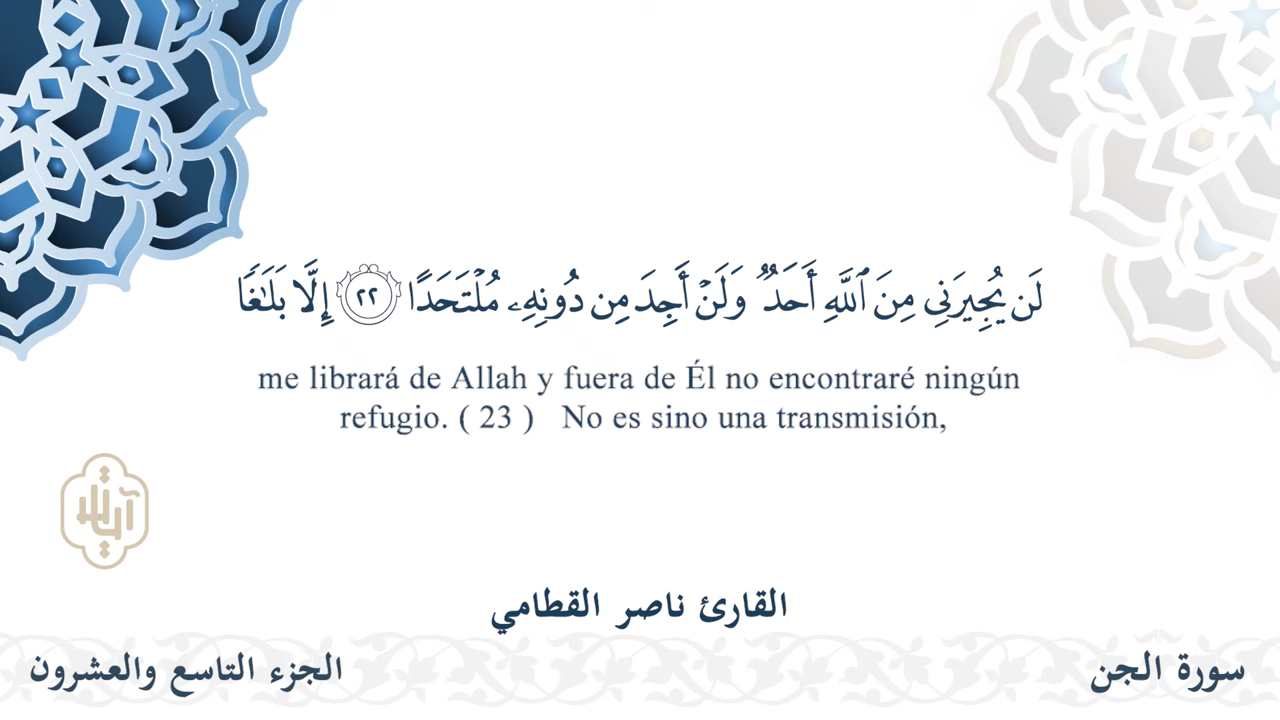 لَن يُجِيرَنِى مِنَ ٱللَّهِ أَحَدٌ وَلَنْ أَجِدَ مِن دُونِهِۦ مُلْتَحَدًا ٢٢ إِلَّا بَلَٰغًا
me librará de Allah y fuera de Él no encontraré ningún
refugio. ( 23 ) No es sino una transmisión,
آيات
القارئ ناصر القطامي
سورة الجن
الجزء التاسع والعشرون